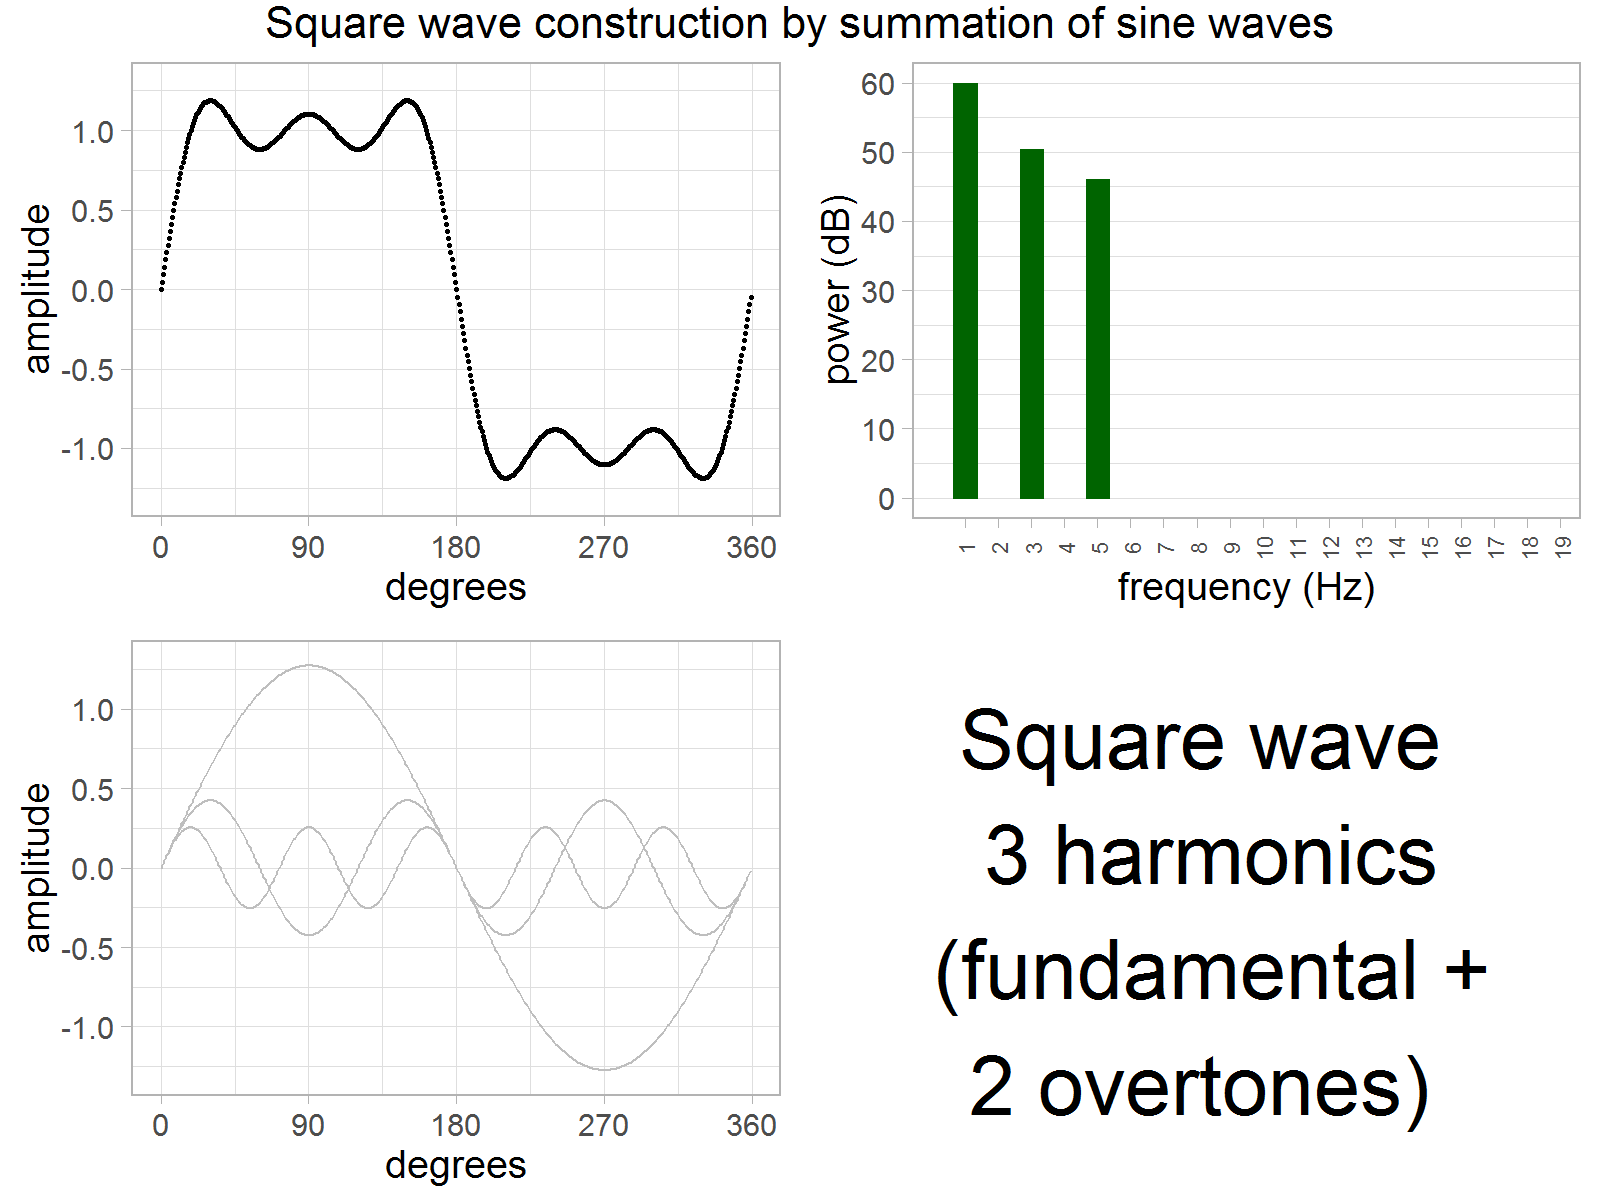 Square wave construction by summation of sine waves
amplitude
1.0
0.5
0.0
-0.5
-1.0
0 90 180 270 360
degrees
power (dB)
60
50
40
30
20
10
0
1 2 3 4 5 6 7 8 9 10 11 12 13 14 15 16 17 18 19
frequency (Hz)
amplitude
1.0
0.5
0.0
-0.5
-1.0
0 90 180 270 360
degrees
Square wave
3 harmonics
(fundamental +
2 overtones)